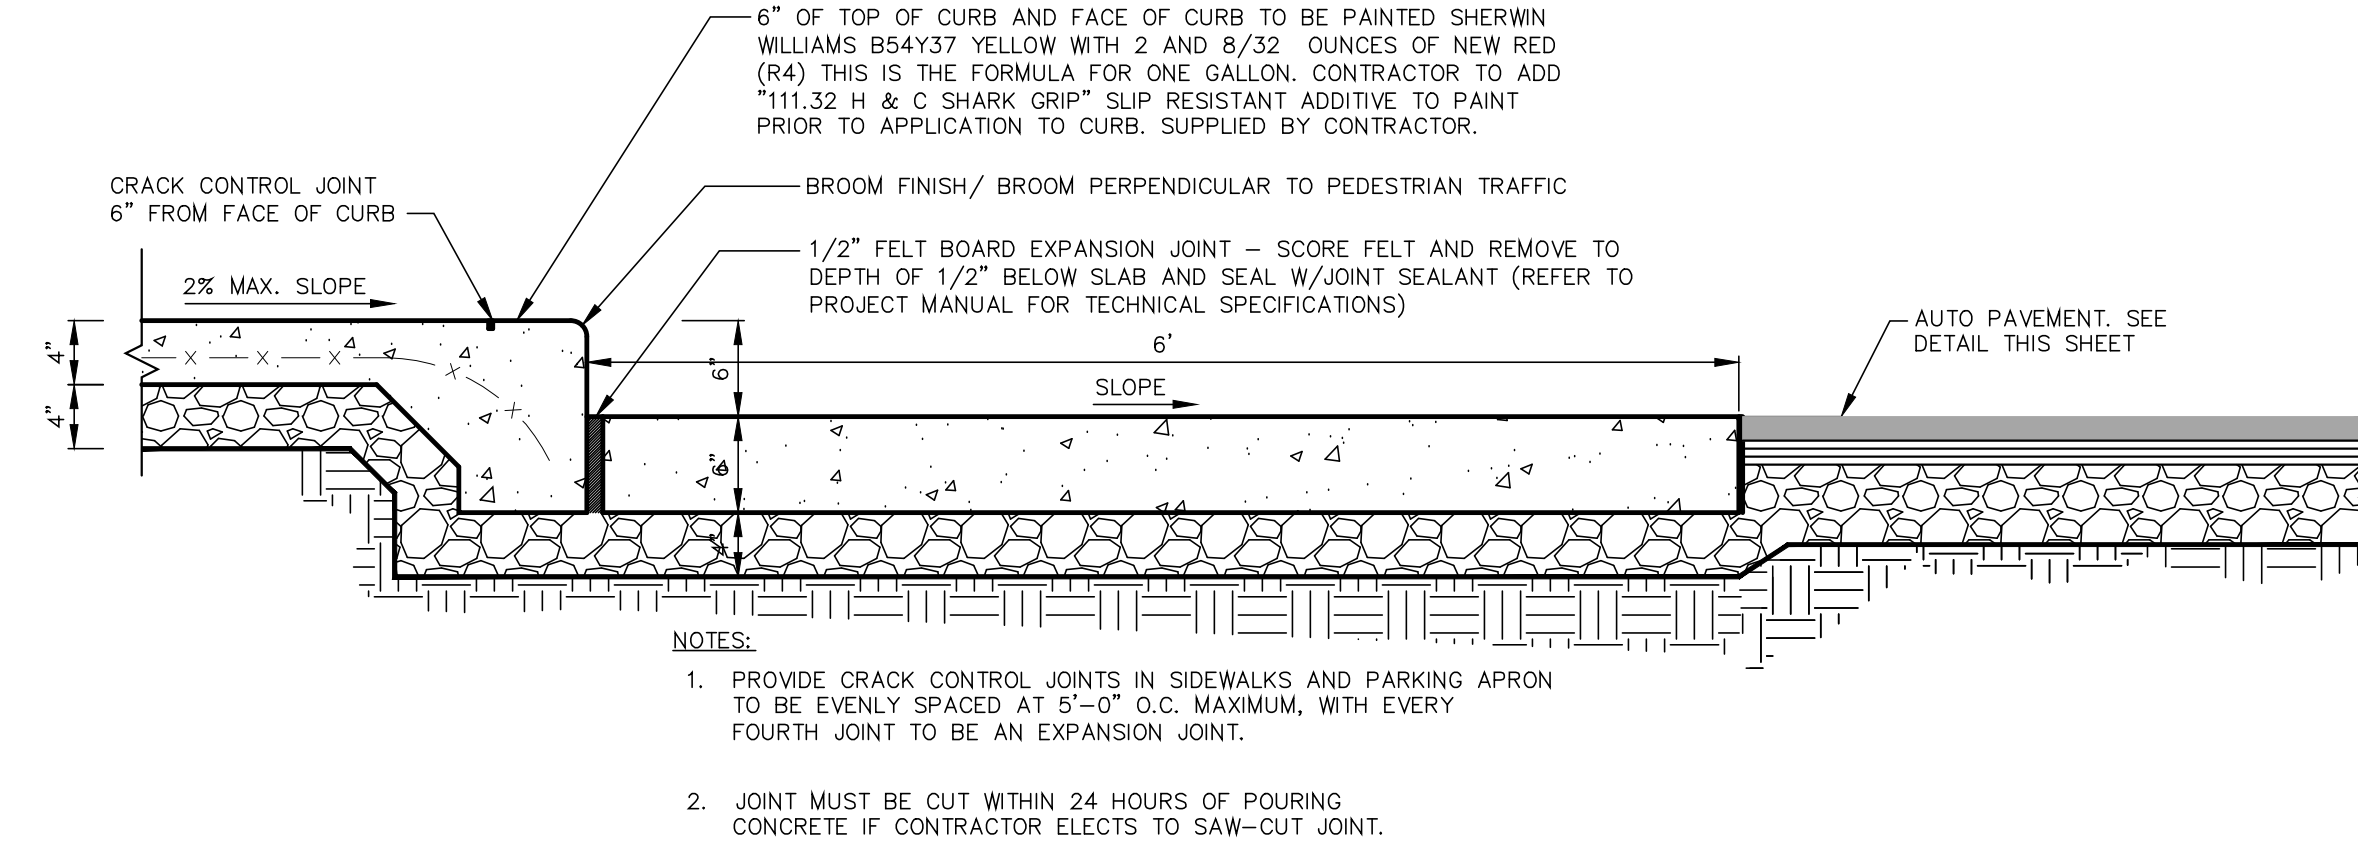 6" OF TOP OF CURB AND FACE OF CURB TO BE PAINTED SHERWIN
WILLIAMS B54Y37 YELLOW WITH 2 AND 8/32 OUNCES OF NEW RED
(R4) THIS IS THE FORMULA FOR ONE GALLON. CONTRACTOR TO ADD
"111.32 H & C SHARK GRIP" SLIP RESISTANT ADDITIVE TO PAINT
PRIOR TO APPLICATION TO CURB. SUPPLIED BY CONTRACTOR.
CRACK CONTROL JOINT
6" FROM FACE OF CURB
BROOM FINISH/ BROOM PERPENDICULAR TO PEDESTRIAN TRAFFIC
1/2" FELT BOARD EXPANSION JOINT - SCORE FELT AND REMOVE TO
DEPTH OF 1/2" BELOW SLAB AND SEAL W/JOINT SEALANT (REFER TO
PROJECT MANUAL FOR TECHNICAL SPECIFICATIONS)
2% MAX. SLOPE
AUTO PAVEMENT. SEE
DETAIL THIS SHEET
4"
4"
6"
6'
SLOPE
6"
4"
NOTES:
1. PROVIDE CRACK CONTROL JOINTS IN SIDEWALKS AND PARKING APRON
TO BE EVENLY SPACED AT 5'-0" O.C. MAXIMUM, WITH EVERY
FOURTH JOINT TO BE AN EXPANSION JOINT.
2. JOINT MUST BE CUT WITHIN 24 HOURS OF POURING
CONCRETE IF CONTRACTOR ELECTS TO SAW-CUT JOINT.